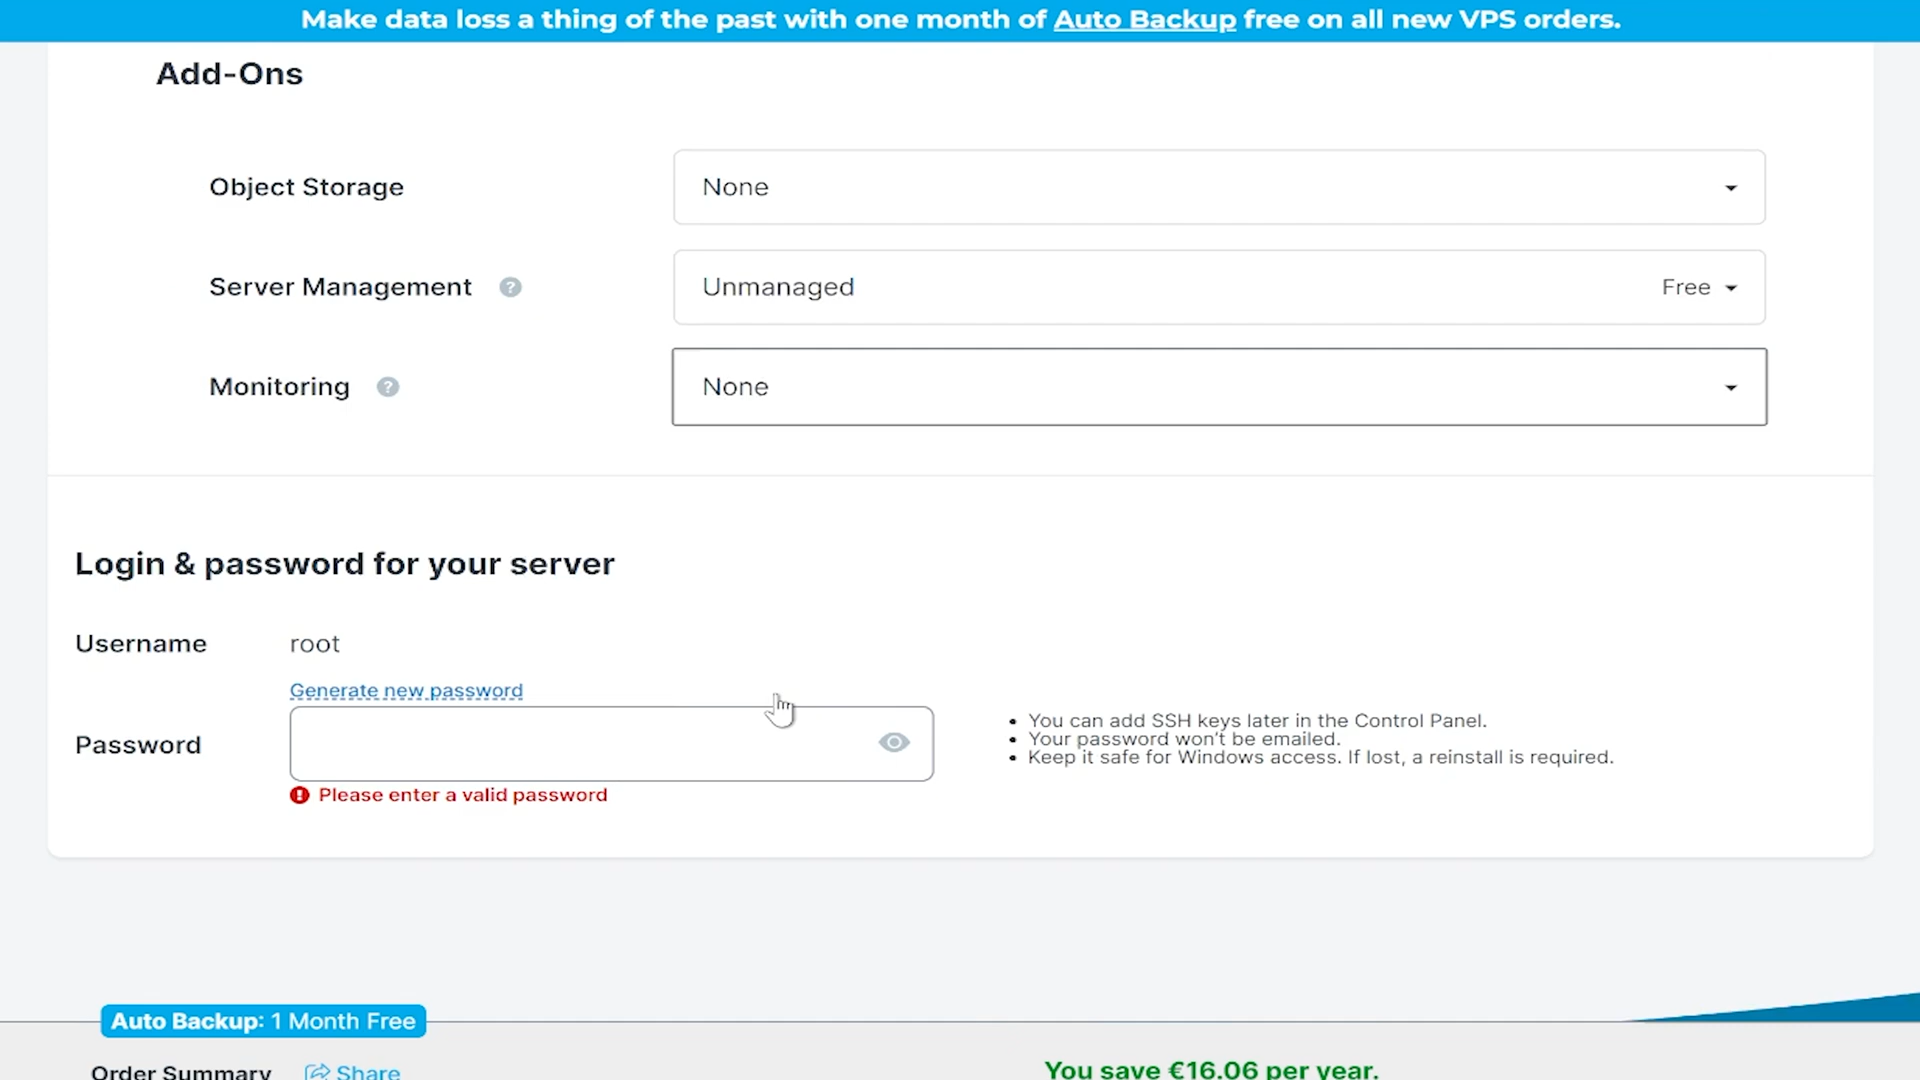 Make data loss a thing of the past with one month of Auto Backup free on all new VPS orders.
Add-Ons
Object Storage
None
Server Management
?
Unmanaged
Free
Monitoring
?
None
Login & password for your server
Username
root
Generate new password
Password
Please enter a valid password
You can add SSH keys later in the Control Panel.
Your password won't be emailed.
Keep it safe for Windows access. If lost, a reinstall is required.
Auto Backup: 1 Month Free
Order Summary
Share
You save €16.06 per year.